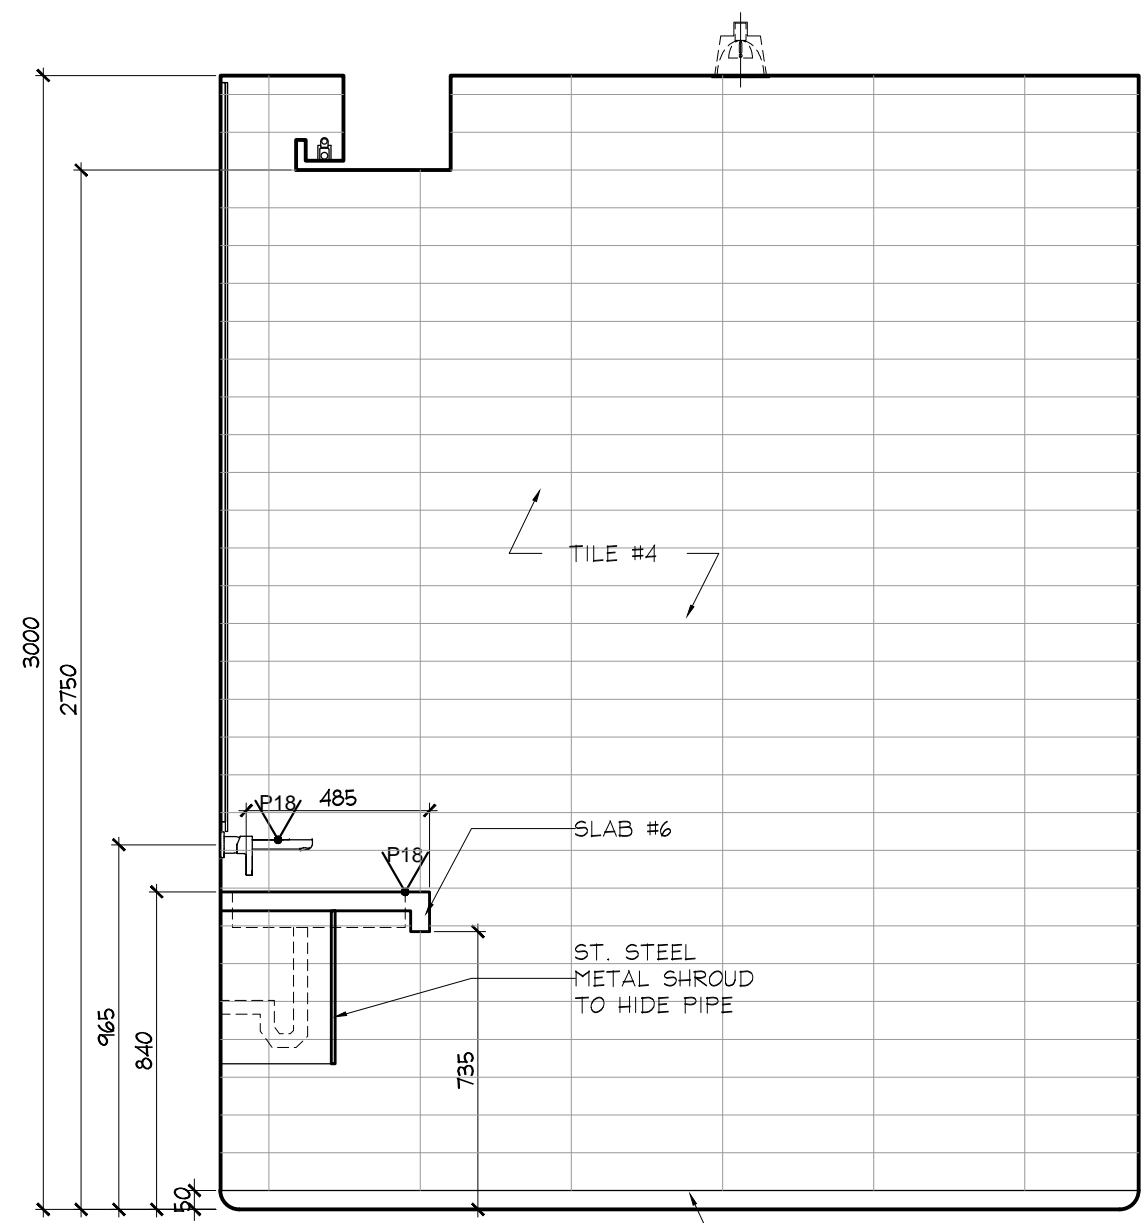 TILE #4
3000
2750
P18
485
SLAB #6
P18
ST. STEEL
METAL SHROUD
TO HIDE PIPE
965
840
735
50